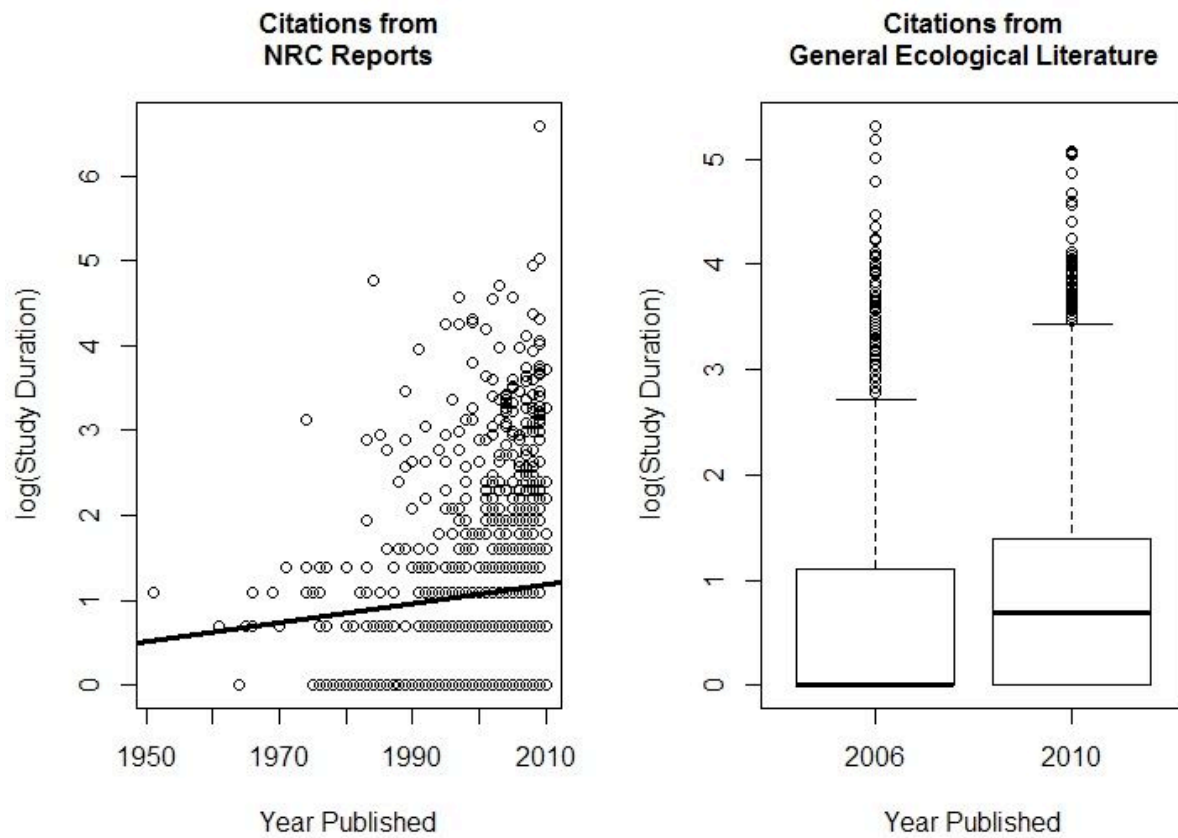 Citations from
NRC Reports
log(Study Duration)
6
5
4
3
2
1
0
1950 1970 1990 2010
Year Published
Citations from
General Ecological Literature
log(Study Duration)
5
4
3
2
1
0
2006 2010
Year Published